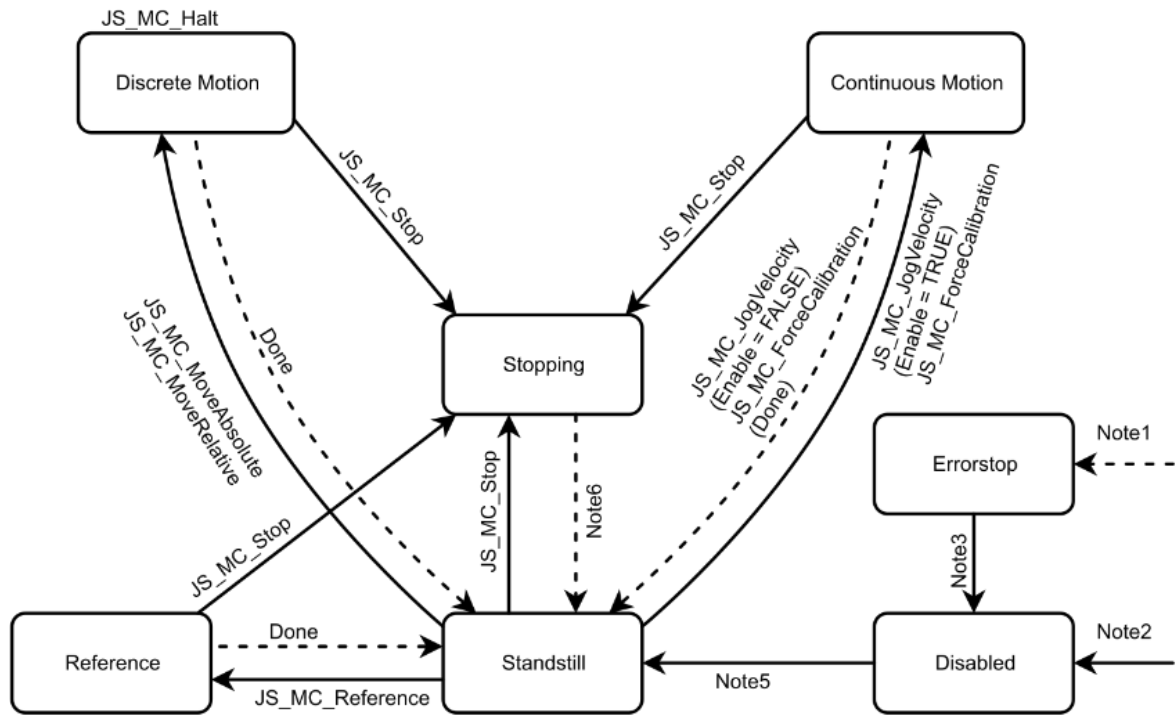 JS_MC_Halt
Discrete Motion
Continuous Motion
JS_MC_Stop
JS_MC_Stop
JS_MC_JogVelocity
(Enable = TRUE)
JS_MC_ForceCalibration
JS_MC_JogVelocity
(Enable = FALSE)
JS_MC_ForceCalibration
(Done)
Done
JS_MC_MoveAbsolute
JS_MC_MoveRelative
Stopping
Errorstop
Note1
JS_MC_Stop
JS_MC_Stop
Note6
Note3
Reference
Done
JS_MC_Reference
Standstill
Note5
Disabled
Note2